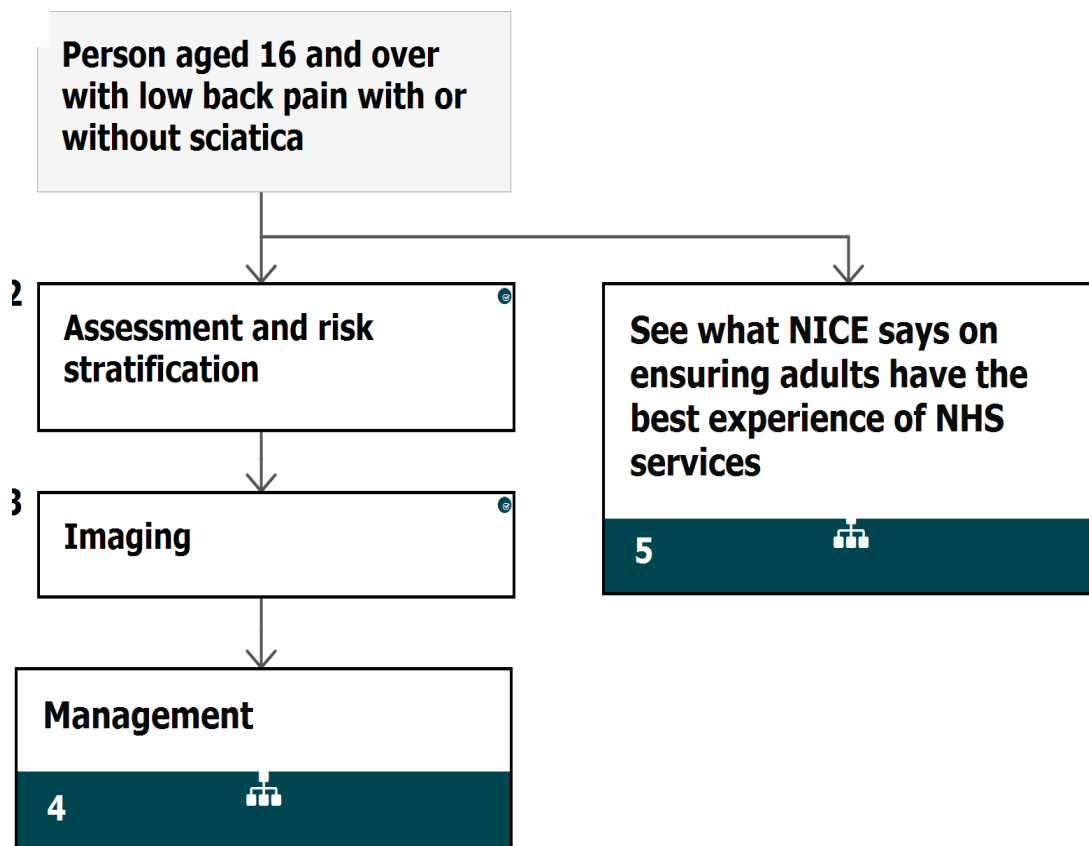 Person aged 16 and over
with low back pain with or
without sciatica
2
Assessment and risk
stratification
See what NICE says on
ensuring adults have the
best experience of NHS
services
5
3
Imaging
Management
4